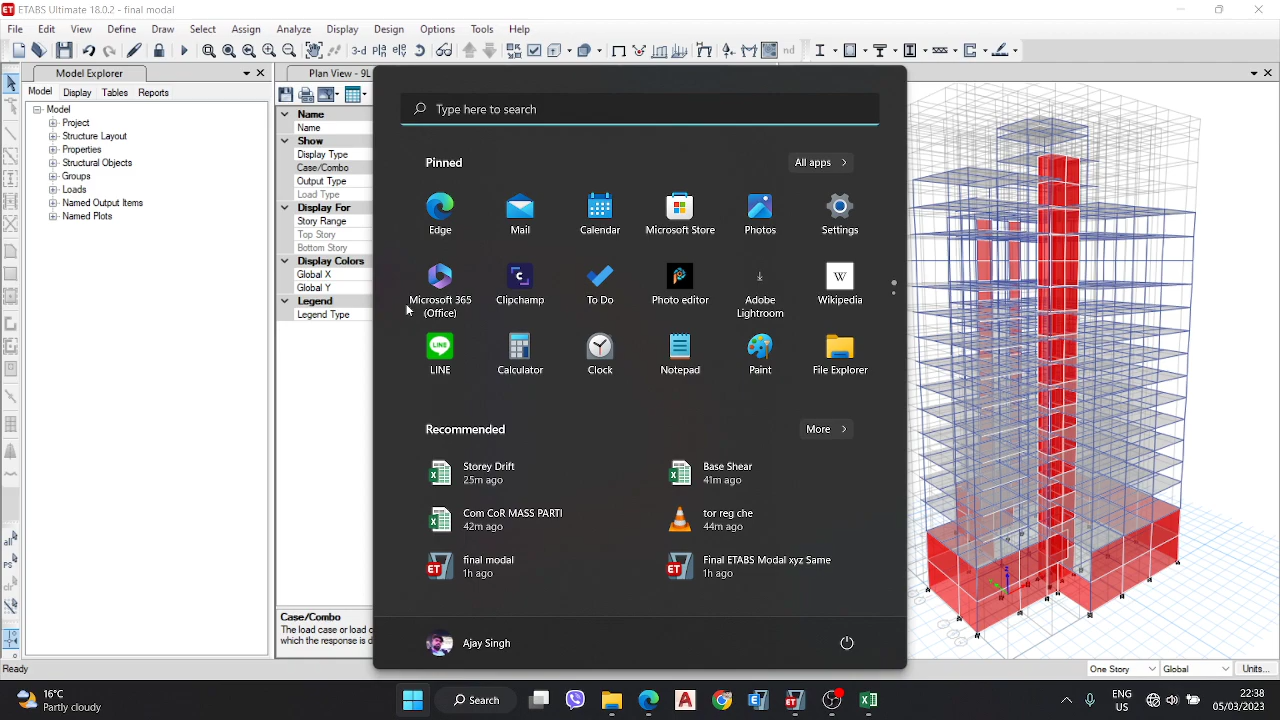 ETABS Ultimate 18.0.2 - final modal
File Edit View Define Draw Select Assign Analyze Display Design Options Tools Help
3-d plan elev nd
Model Explorer
Plan View - 9L
Model Display Tables Reports
Model
Project
Structure Layout
Properties
Structural Objects
Groups
Loads
Named Output Items
Named Plots
Name
Name
Show
Display Type
Case/Combo
Output Type
Load Type
Display For
Story Range
Top Story
Bottom Story
Display Colors
Global X
Global Y
Legend
Legend Type
Case/Combo
The load case or load c
which the response is d
Type here to search
Pinned
All apps
Edge
Mail
Calendar
Microsoft Store
Photos
Settings
Microsoft 365
(Office)
Clipchamp
To Do
Photo editor
Adobe
Lightroom
Wikipedia
LINE
Calculator
Clock
Notepad
Paint
File Explorer
Recommended
More
Storey Drift
25m ago
Base Shear
41m ago
Com CoR MASS PARTI
42m ago
tor reg che
44m ago
final modal
1h ago
Final ETABS Modal xyz Same
1h ago
Ajay Singh
all
PS
clr
Ready
One Story
Global
Units...
16°C
Partly cloudy
Search
ENG
US
22:38
05/03/2023